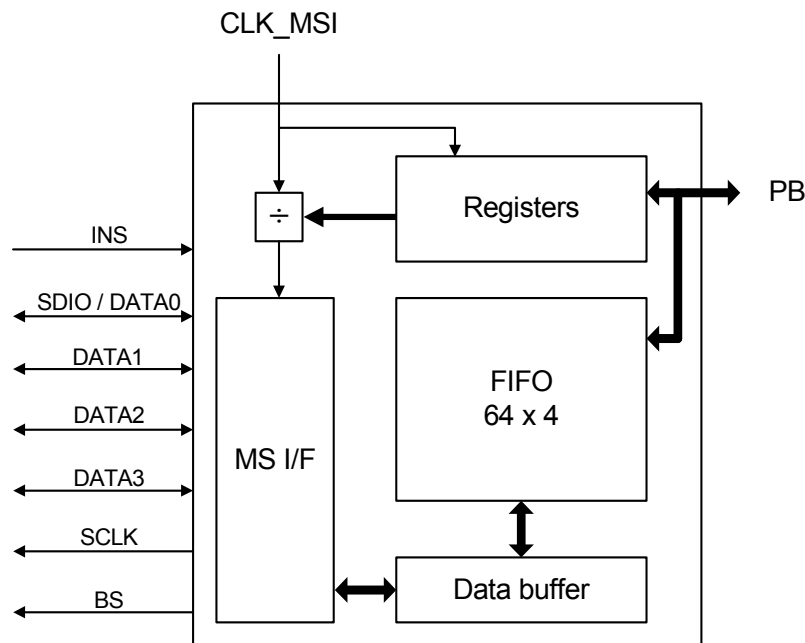 CLK_MSI
Registers
PB
÷
INS
SDIO / DATA0
DATA1
DATA2
DATA3
SCLK
BS
MS I/F
FIFO
64 x 4
Data buffer